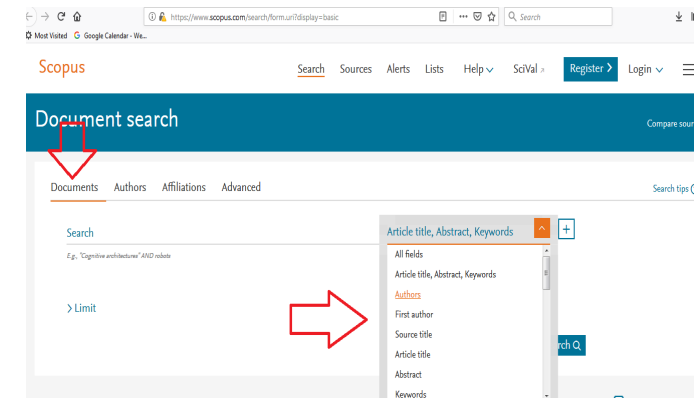 https://www.scopus.com/search/form.uri?display=basic
Search
Most Visited Google Calendar - We...
Scopus
Search Sources Alerts Lists Help SciVal Register Login
Document search
Compare sour
Documents Authors Affiliations Advanced
Search tips
Search
Article title, Abstract, Keywords
E.g., "Cognitive architectures" AND robots
All fields
Article title, Abstract, Keywords
Authors
> Limit
First author
Source title
Article title
rch
Abstract
Keywords